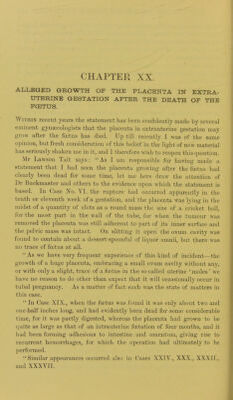 CHAPTER XX.
ALLEGED GROWTH OF THE PLACENTA IN EXTRA-
UTERINE GESTATION AFTER THE DEATH OF THE
FŒTUS.
WITHIN recent years the statement has been confidently made by several
eminent gynæcologists that the placenta in extrauterine gestation may
grow after the fœtus has died. Up till recently I was of the same
opinion, but fresh consideration of this belief in the light of new material
has seriously shaken me in it, and I therefore wish to reopen this question.
Mr Lawson Tait says: "As I am responsible for having made a
statement that I had seen the placenta growing after the fœtus had
clearly been dead for some time, let me here draw the attention of
Dr Bockmaster and others to the evidence upon which the statement is
based. In Case No. VI. the rupture had occurred apparently in the
tenth or eleventh week of a gestation, and the placenta was lying in the
midst of a quantity of clots as a round mass the size of a cricket ball,
for the most part in the wall of the tube, for when the tumour was
removed the placenta was still adherent to part of its inner surface and
the pelvic mass was intact. On slitting it open the ovum cavity was
found to contain about a dessert-spoonful of liquor amnii, but there was
no trace of fœtus at all.
"As we have very frequent experience of this kind of incident—the
growth of a huge placenta, embracing a small ovum cavity without any,
or with only a slight, trace of a fœtus in the so-called uterine 'moles' we
have no reason to do other than expect that it will occasionally occur in
tubal pregnancy. As a matter of fact such was the state of matters in
this case.
"In Case XIX., when the fœtus was found it was only about two and
one-half inches long, and had evidently been dead for some considerable
time, for it was partly digested, whereas the placenta had grown to be
quite as large as that of an intrauterine fœtation of four months, and it
had been forming adhesions to intestine and omentum, giving rise to
recurrent hemorrhages, for which the operation had ultimately to be
performed.
"Similar appearances occurred also in Cases XXIV., XXX., XXXII.,
and XXXVII.